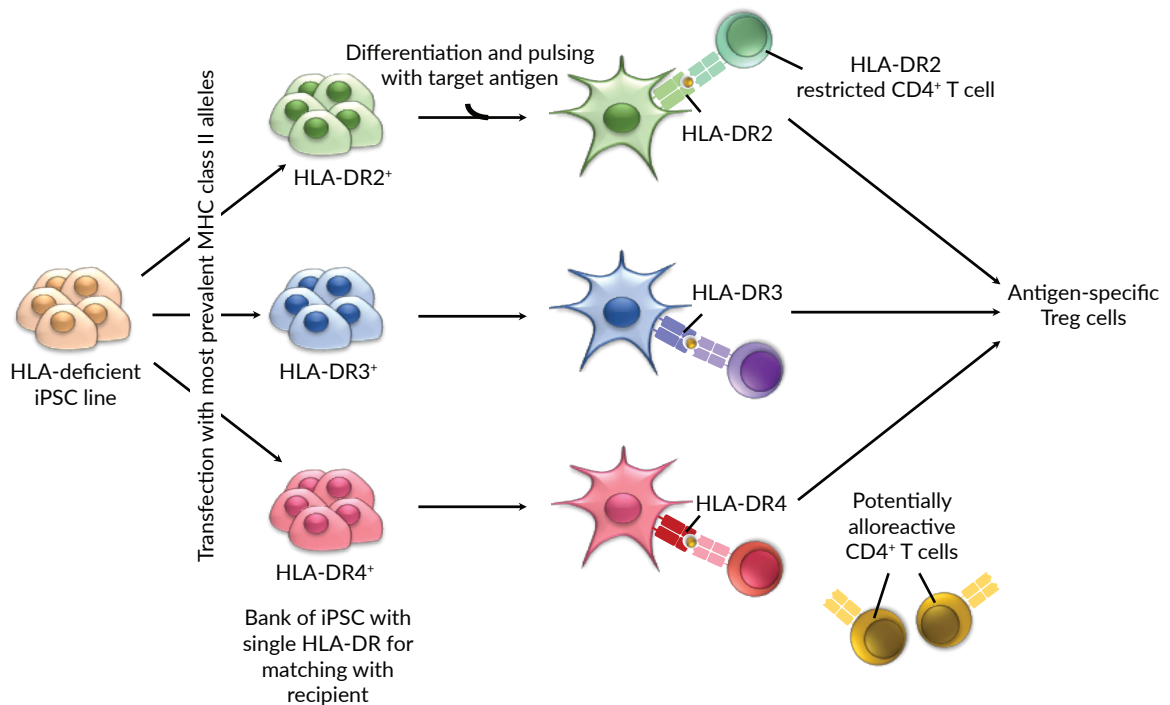 Differentiation and pulsing
with target antigen
HLA-DR2
restricted CD4⁺ T cell
HLA-DR2
HLA-DR2⁺
Transfection with most prevalent MHC class II alleles
HLA-deficient
iPSC line
HLA-DR3⁺
HLA-DR3
Antigen-specific
Treg cells
HLA-DR4⁺
HLA-DR4
Potentially
alloreactive
CD4⁺ T cells
Bank of iPSC with
single HLA-DR for
matching with
recipient